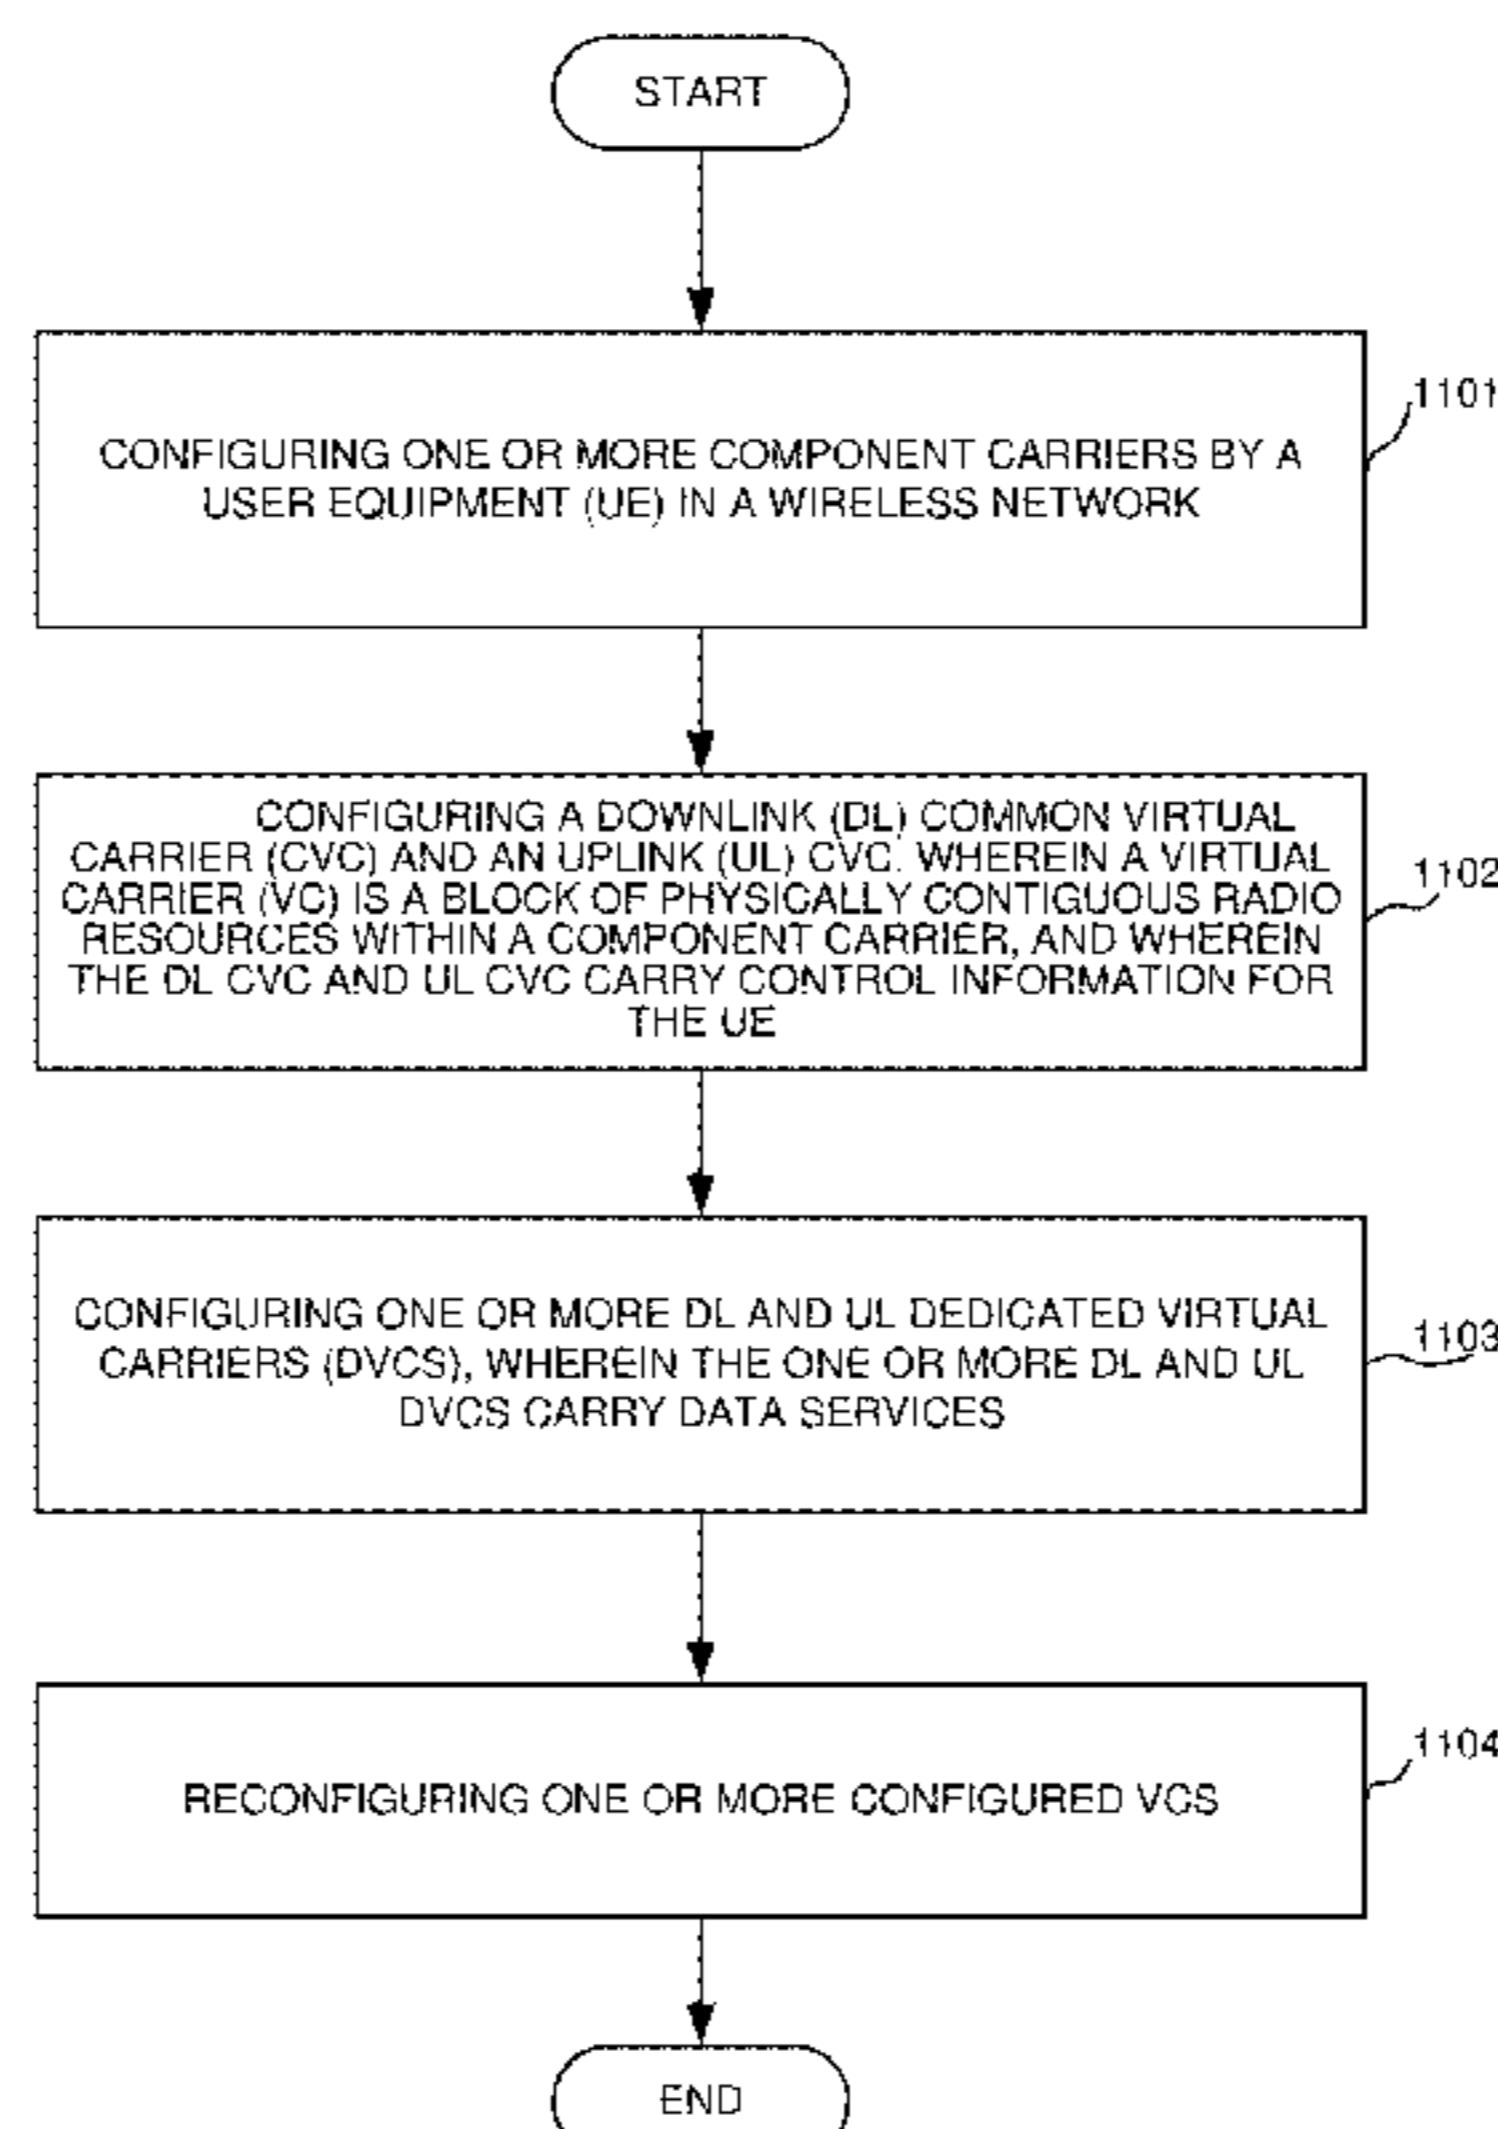 START
1101
CONFIGURING ONE OR MORE COMPONENT CARRIERS BY A
USER EQUIPMENT (UE) IN A WIRELESS NETWORK
1102
CONFIGURING A DOWNLINK (DL) COMMON VIRTUAL
CARRIER (CVC) AND AN UPLINK (UL) CVC. WHEREIN A VIRTUAL
CARRIER (VC) IS A BLOCK OF PHYSICALLY CONTIGUOUS RADIO
RESOURCES WITHIN A COMPONENT CARRIER, AND WHEREIN
THE DL CVC AND UL CVC CARRY CONTROL INFORMATION FOR
THE UE
1103
CONFIGURING ONE OR MORE DL AND UL DEDICATED VIRTUAL
CARRIERS (DVCS), WHEREIN THE ONE OR MORE DL AND UL
DVCS CARRY DATA SERVICES
1104
RECONFIGURING ONE OR MORE CONFIGURED VCS
END